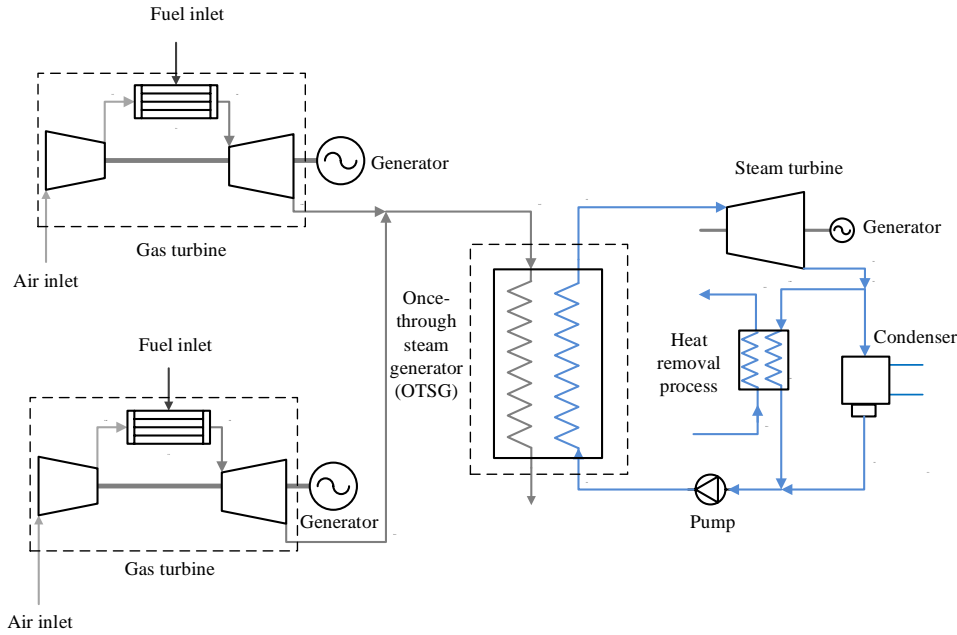 Fuel inlet
Generator
Gas turbine
Air inlet
Steam turbine
Generator
Once-
through
steam
generator
(OTSG)
Heat
removal
process
Condenser
Pump
Fuel inlet
Generator
Gas turbine
Air inlet